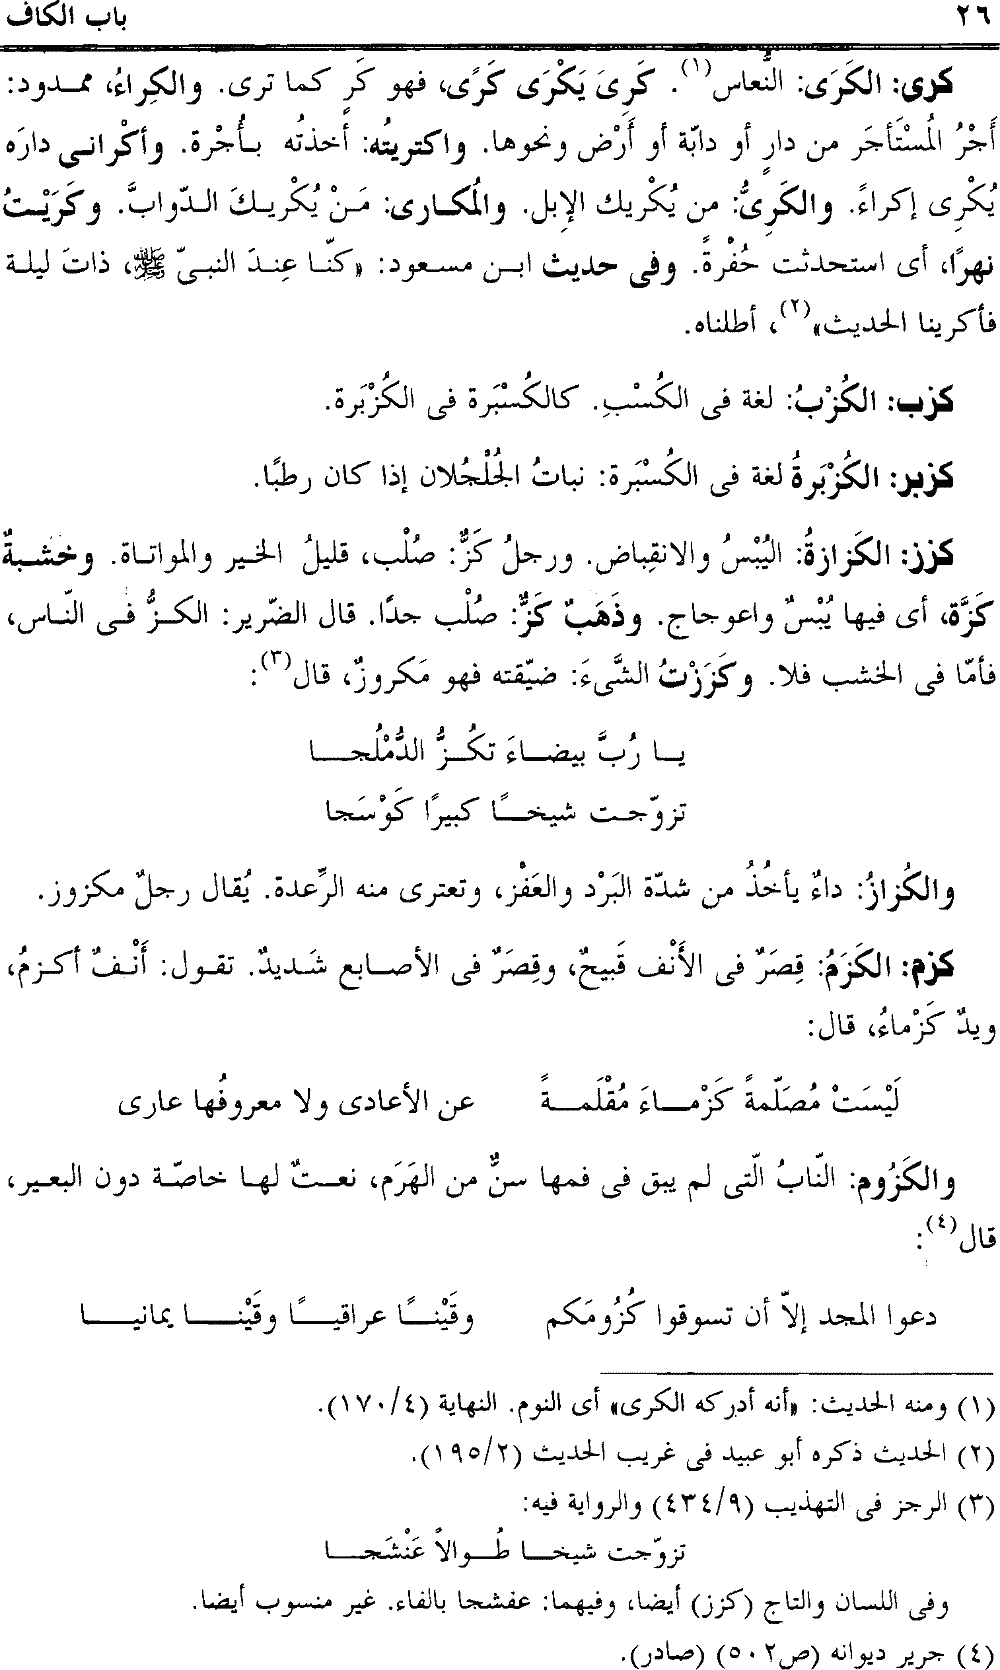 ٢٦ باب الكاف
كرى: الكَرَى: النُّعاس(١). كَرِىَ يَكْرَى كَرًى، فهو كَرٍ كما ترى. والكِراءُ، ممدود:
أَجْرُ المُسْتَأجَر من دارٍ أو دابّة أو أَرْض ونحوها. واكتريتُه: أخذتُه بأُجْرة. وأكْرانى دارَه
يُكْرِى إكراءً. والكَرِىُّ: من يُكْريك الإبل. والمُكارى: مَنْ يُكْريكَ الدّوابَّ. وكَرَيْتُ
نهرًا، أى استحدثت حُفْرةً. وفى حديث ابن مسعود: «كنّا عِندَ النبىّ ﷺ، ذاتَ ليلة
فأكرينا الحديث»(٢)، أطلناه.
كزب: الكُزْبُ: لغة فى الكُسْبِ. كالكُسْبَرة فى الكُزْبَرة.
كزبر: الكُزْبَرةُ لغة فى الكُسْبَرة: نباتُ الجُلْجُلان إذا كان رطبًا.
كزز: الكَزازةُ: اليُبْسُ والانقِباض. ورجلُ كَزٌّ: صُلْب، قليلُ الخير والمواتاة. وخشبةٌ
كَزَّة، أى فيها يُبْسٌ واعوجاج. وذَهَبٌ كَزٌّ: صُلْب جدًا. قال الضّرير: الكزُّ فى النّاس،
فأمّا فى الخشب فلا. وكَزَزْتُ الشَّىءَ: ضيّقته فهو مَكروزٌ، قال(٣):
يا رُبَّ بيضاءَ تكُزُّ الدُّمْلُجا
تزوّجت شيخًا كبيرًا كَوْسَجا
والكُزازُ: داءٌ يأخُذُ من شدّة البَرْد والعَفْز، وتعترى منه الرِّعدة. يُقال رجلٌ مكزوز.
كزم: الكَزَمُ: قِصَرٌ فى الأَنْف قَبيحٌ، وقِصَرٌ فى الأصابع شَديدٌ. تقول: أَنْفٌ أكزمُ،
ويدٌ كَزْماءُ، قال:
لَيْسَتْ مُصَلّمةً كَزْماءَ مُقْلَمةً عن الأعادى ولا معروفُها عارى
والكَزُوم: النّابُ الّتى لم يبق فى فمها سنٌّ من الهَرَم، نعتٌ لها خاصّة دون البعير،
قال(٤):
دعوا المجد إلاّ أن تسوقوا كُزُومَكم وقَيْنًا عراقيًا وقَيْنا يمانيا
(١) ومنه الحديث: «أنه أدركه الكرى» أى النوم. النهاية (١٧٠/٤).
(٢) الحديث ذكره أبو عبيد فى غريب الحديث (١٩٥/٢).
(٣) الرجز فى التهذيب (٤٣٤/٩) والرواية فيه:
تزوّجت شيخا طُوالاً عَنْشَجا
وفى اللسان والتاج (كزز) أيضا، وفيهما: عفشجا بالفاء. غير منسوب أيضا.
(٤) جرير ديوانه (ص٥٠٢) (صادر).